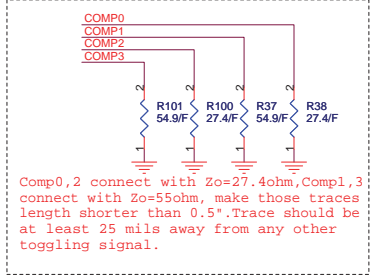 COMP0
COMP1
COMP2
COMP3
2 2 2 2
R101 R100 R37 R38
54.9/F 27.4/F 54.9/F 27.4/F
1 1 1 1
Comp0,2 connect with Zo=27.4ohm,Comp1,3
connect with Zo=55ohm, make those traces
length shorter than 0.5".Trace should be
at least 25 mils away from any other
toggling signal.